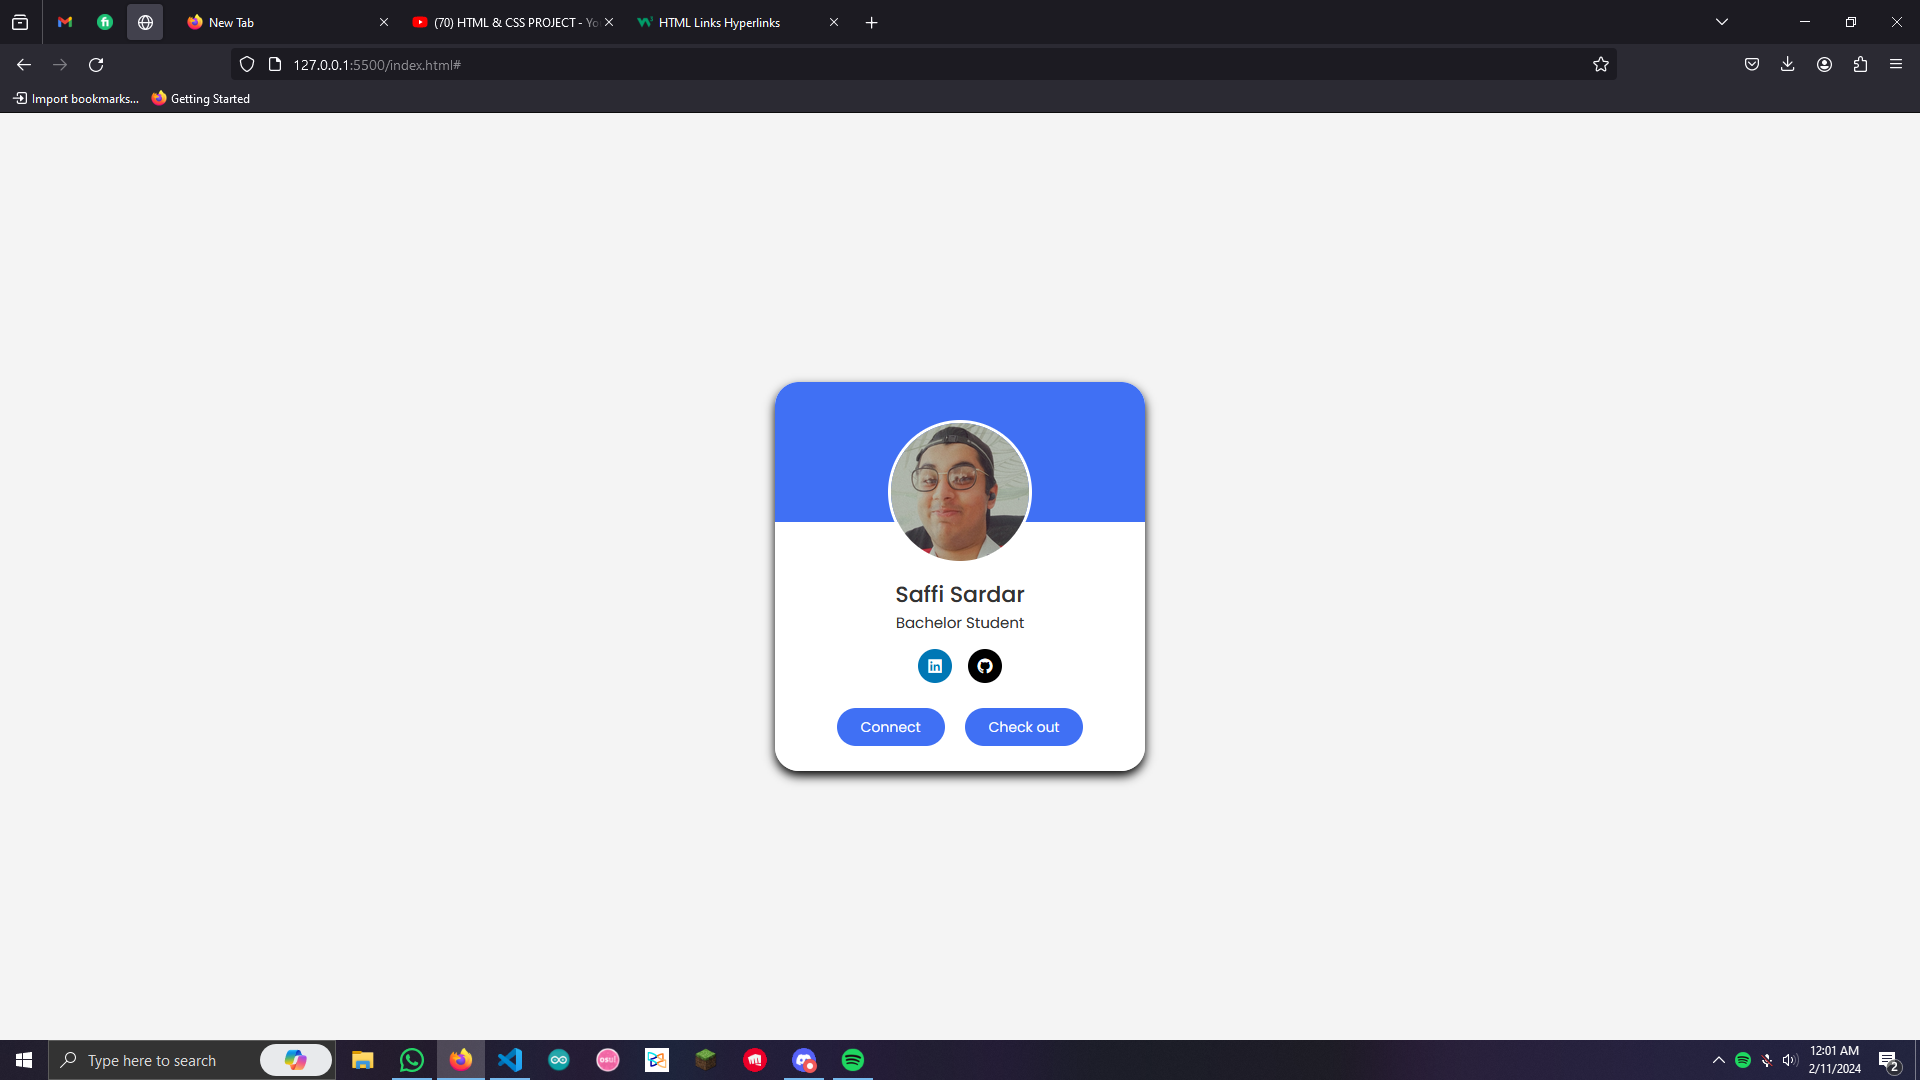 New Tab
(70) HTML & CSS PROJECT - Yo
HTML Links Hyperlinks
127.0.0.1:5500/index.html#
Import bookmarks...
Getting Started
Saffi Sardar
Bachelor Student
in
Connect
Check out
Type here to search
osu!
12:01 AM
2/11/2024
2